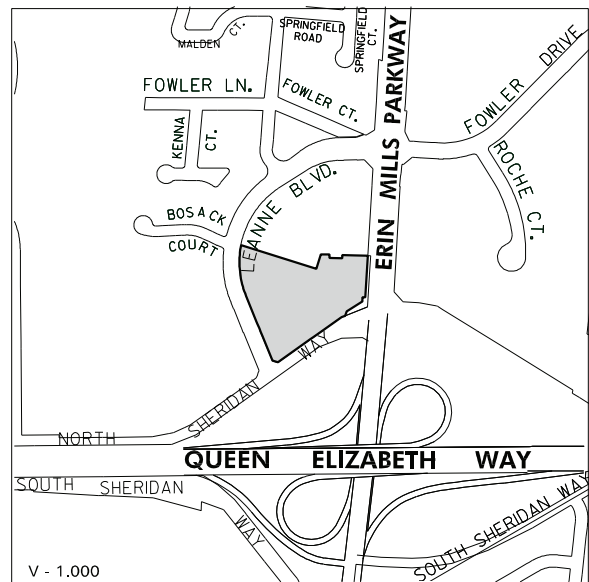 MALDEN CT.
SPRINGFIELD
ROAD
SPRINGFIELD
CT.
ERIN MILLS PARKWAY
FOWLER DRIVE
FOWLER LN.
FOWLER CT.
KENNA
CT.
ROCHE CT.
LEANNE BLVD.
BOSACK
COURT
NORTH SHERIDAN WAY
QUEEN ELIZABETH WAY
SOUTH SHERIDAN WAY
SOUTH SHERIDAN WAY
V - 1.000